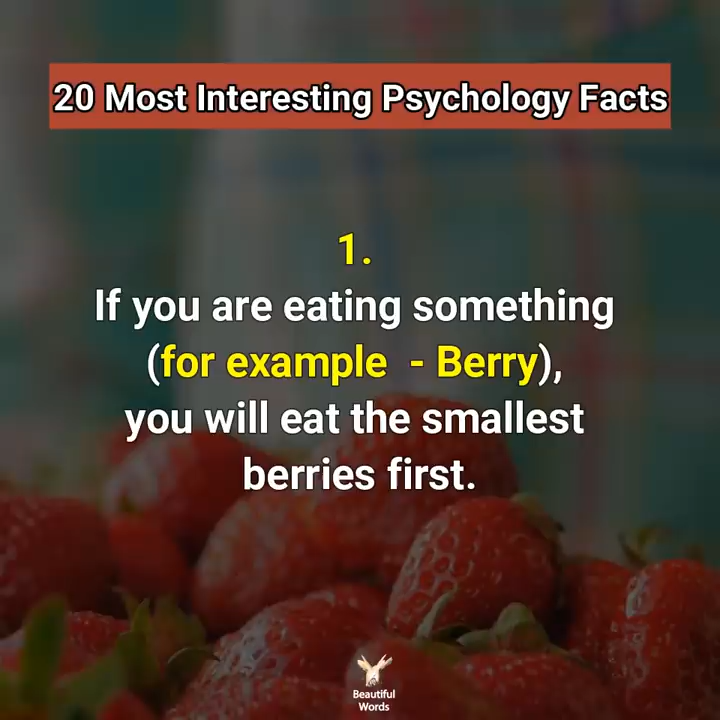 20 Most Interesting Psychology Facts
1.
If you are eating something
(for example - Berry),
you will eat the smallest
berries first.
Beautiful
Words